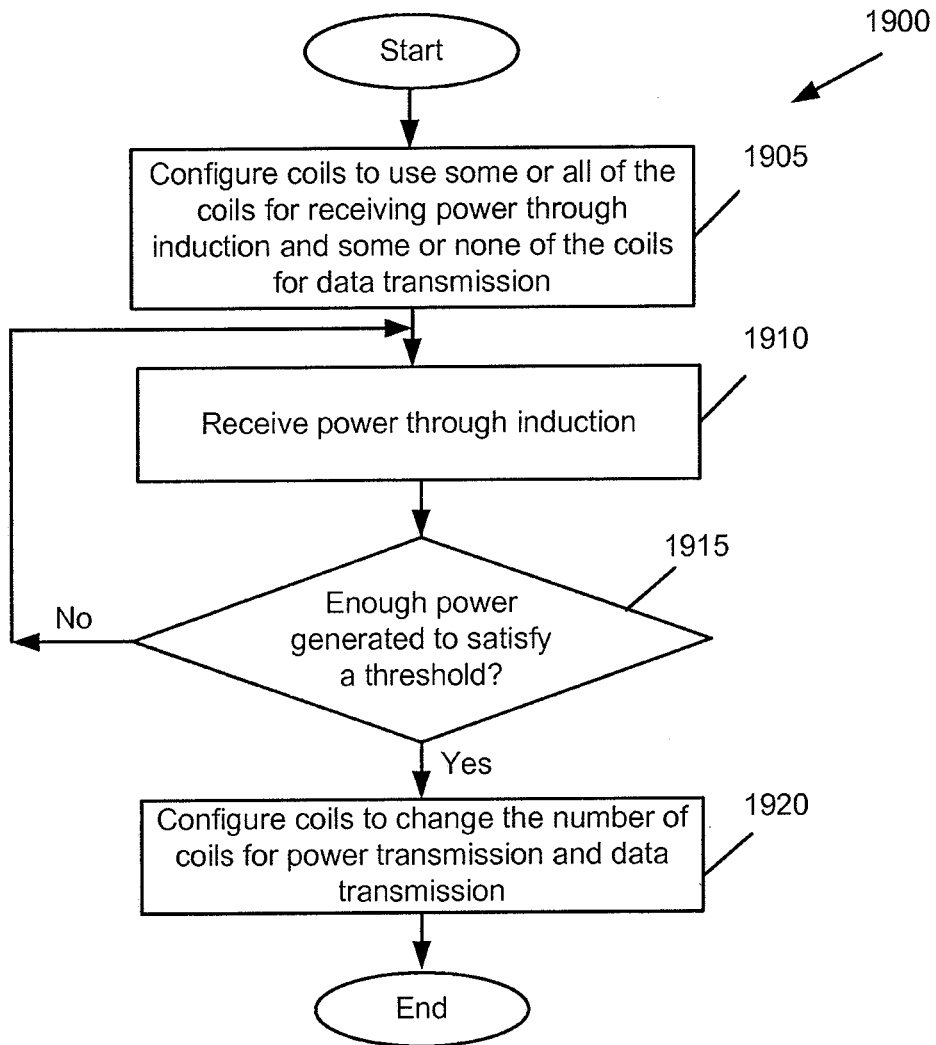 1900
Start
1905
Configure coils to use some or all of the
coils for receiving power through
induction and some or none of the coils
for data transmission
1910
Receive power through induction
1915
Enough power
generated to satisfy
a threshold?
No
Yes
1920
Configure coils to change the number of
coils for power transmission and data
transmission
End